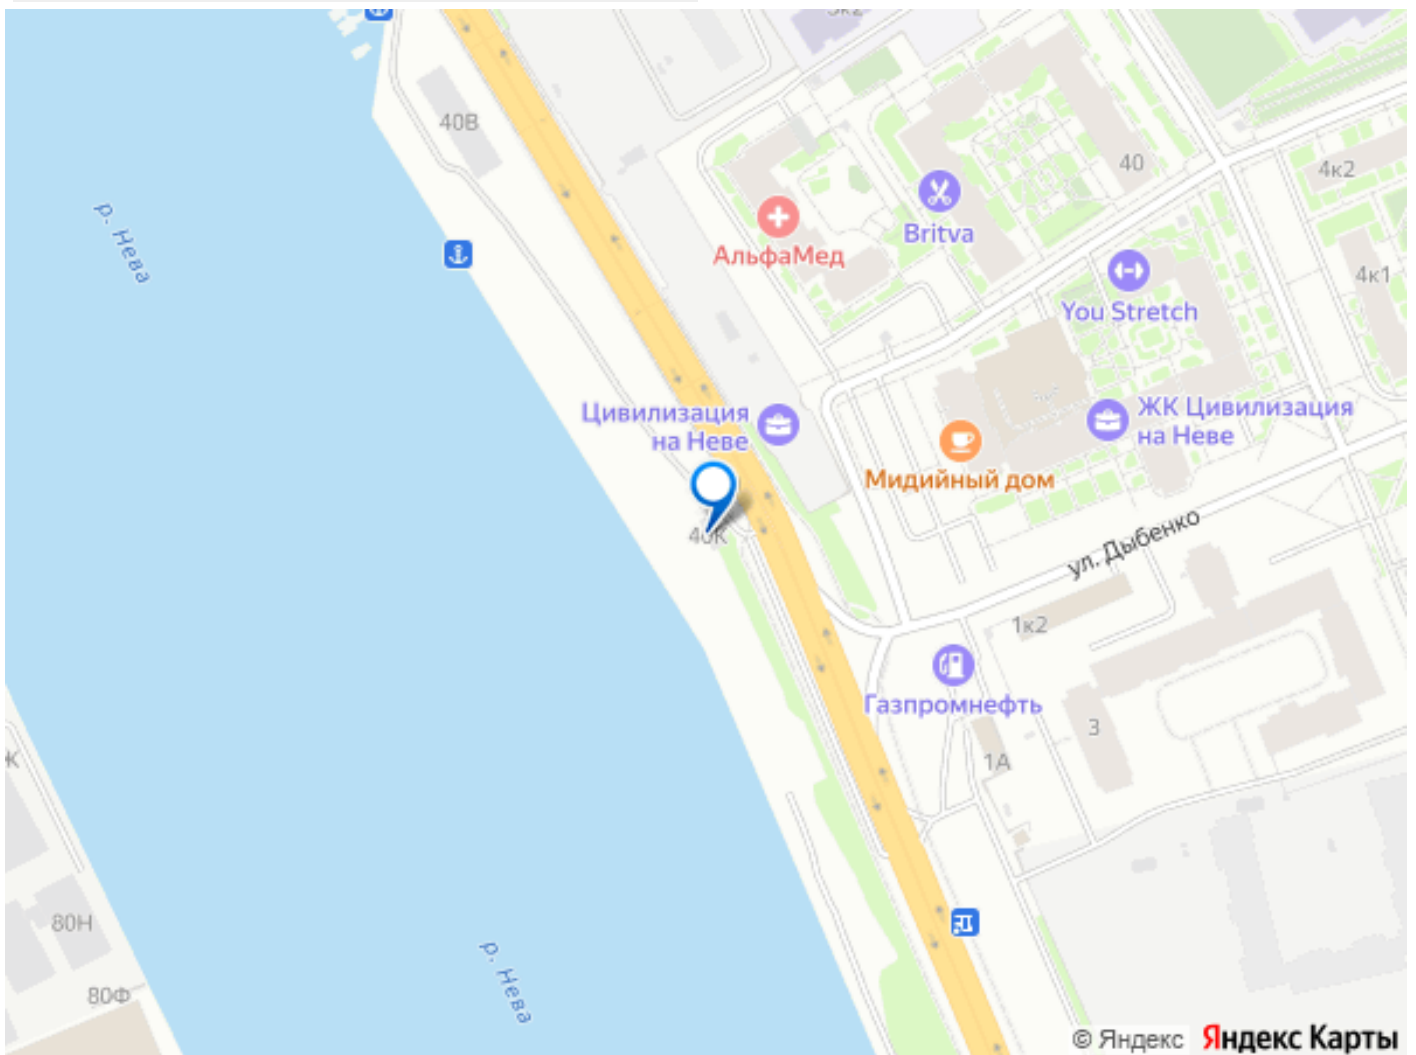 40В
40
4к2
р. Нева
Britva
АльфаМед
4к1
You Stretch
Цивилизация
на Неве
ЖК Цивилизация
на Неве
Мидийный дом
40К
ул. Дыбенко
1к2
Газпромнефть
3
1А
Ж
80Н
р. Нева
80Ф
© Яндекс Яндекс Карты